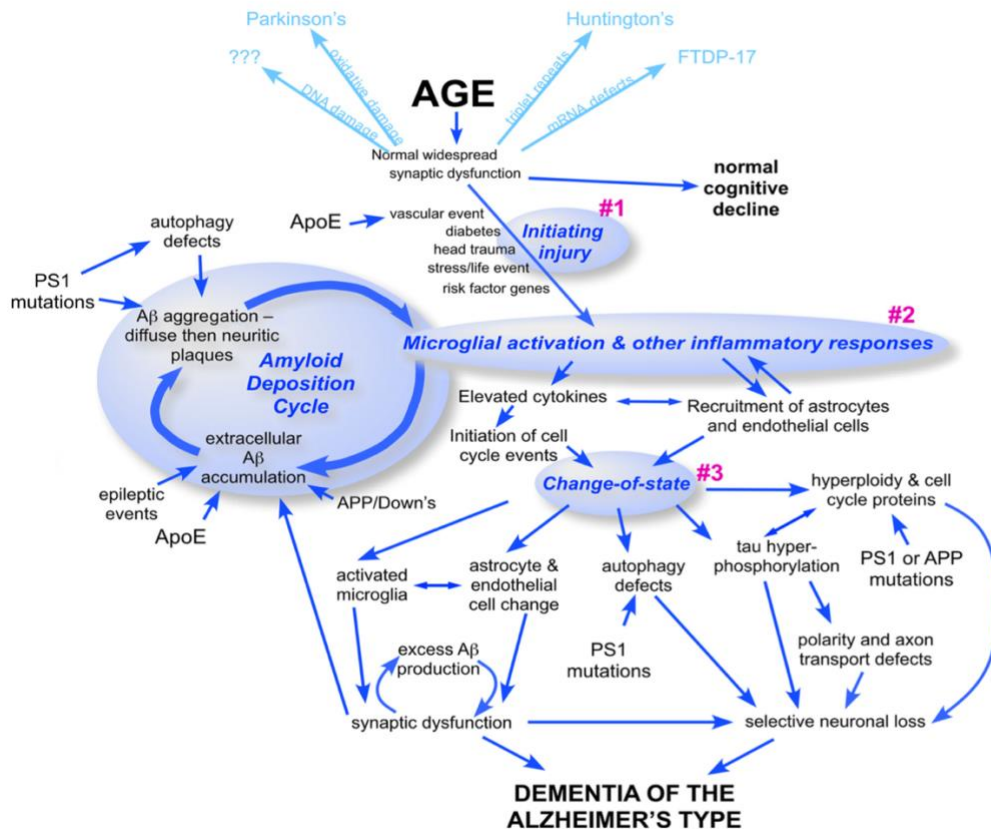 Parkinson's
Huntington's
???
FTDP-17
oxidative damage
DNA damage
triplet repeats
mRNA defects
AGE
Normal widespread
synaptic dysfunction
normal
cognitive
decline
#1
ApoE
vascular event
diabetes
head trauma
stress/life event
risk factor genes
Initiating
injury
autophagy
defects
PS1
mutations
#2
Microglial activation & other inflammatory responses
Aβ aggregation –
diffuse then neuritic
plaques
Amyloid
Deposition
Cycle
extracellular
Aβ
accumulation
Elevated cytokines
Recruitment of astrocytes
and endothelial cells
Initiation of cell
cycle events
#3
Change-of-state
hyperploidy & cell
cycle proteins
epileptic
events
ApoE
APP/Down's
activated
microglia
astrocyte &
endothelial
cell change
autophagy
defects
tau hyper-
phosphorylation
PS1 or APP
mutations
PS1
mutations
polarity and axon
transport defects
excess Aβ
production
synaptic dysfunction
selective neuronal loss
DEMENTIA OF THE
ALZHEIMER'S TYPE